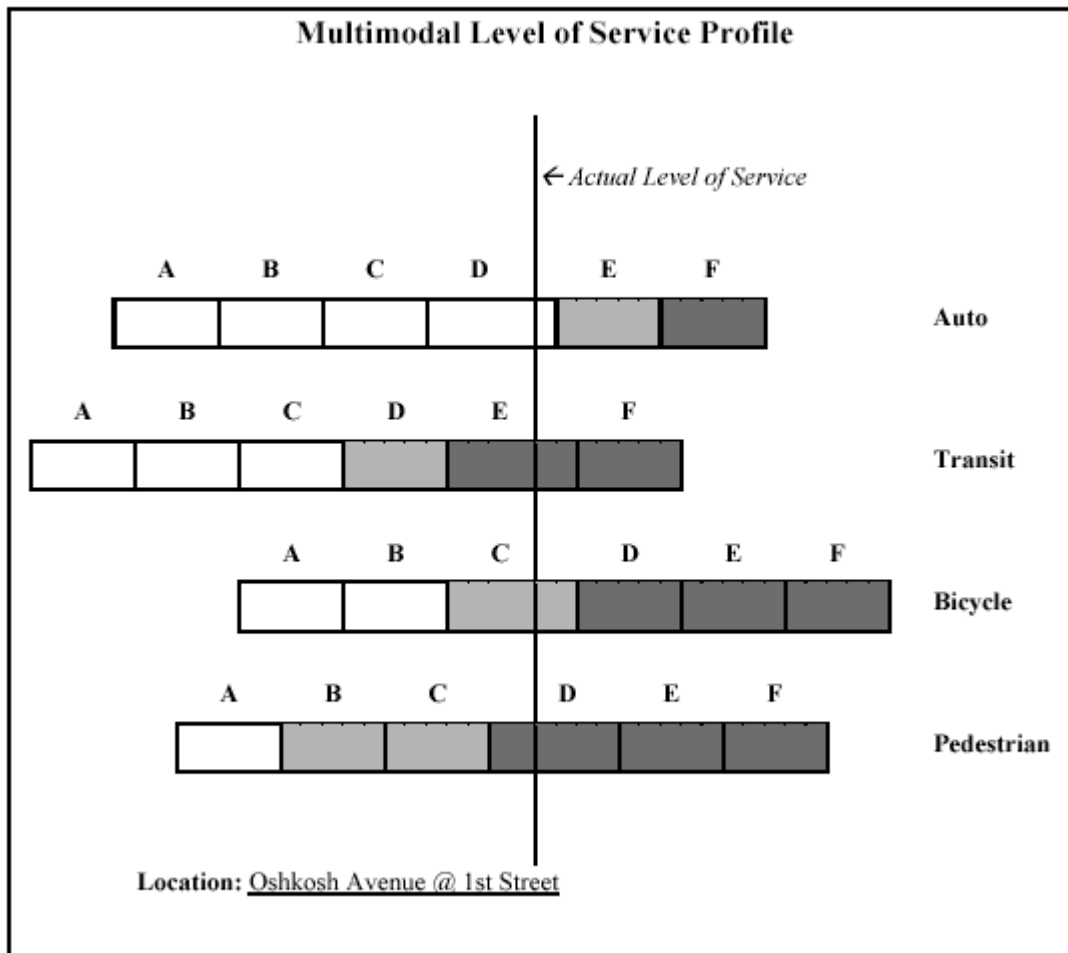 Multimodal Level of Service Profile
← Actual Level of Service
A B C D E F
Auto
A B C D E F
Transit
A B C D E F
Bicycle
A B C D E F
Pedestrian
Location: Oshkosh Avenue @ 1st Street